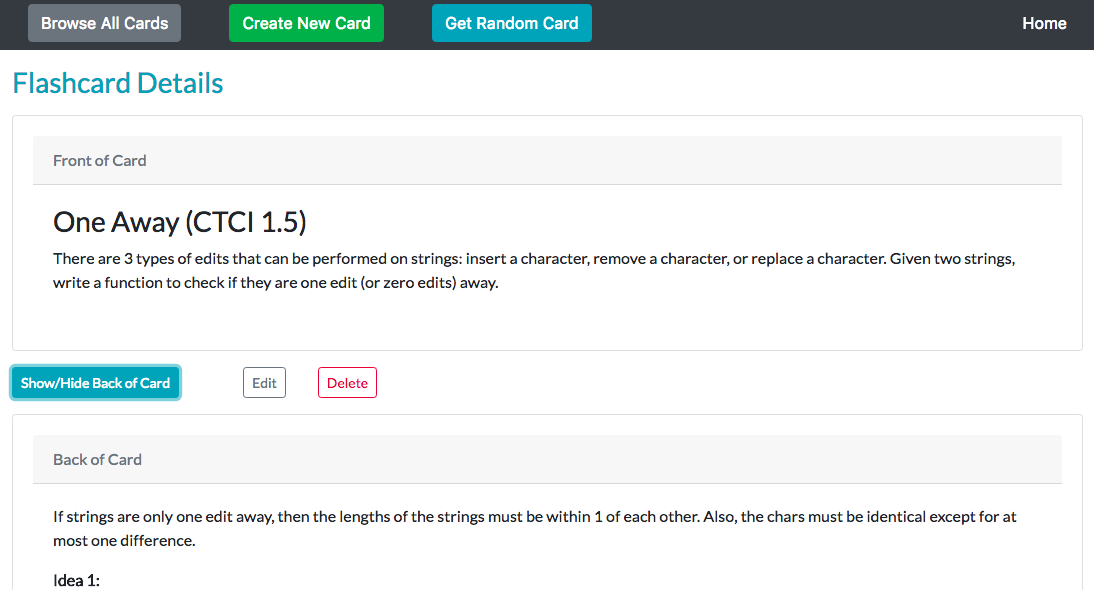 Browse All Cards Create New Card Get Random Card Home
Flashcard Details
Front of Card
One Away (CTCI 1.5)
There are 3 types of edits that can be performed on strings: insert a character, remove a character, or replace a character. Given two strings,
write a function to check if they are one edit (or zero edits) away.
Show/Hide Back of Card Edit Delete
Back of Card
If strings are only one edit away, then the lengths of the strings must be within 1 of each other. Also, the chars must be identical except for at
most one difference.
Idea 1: